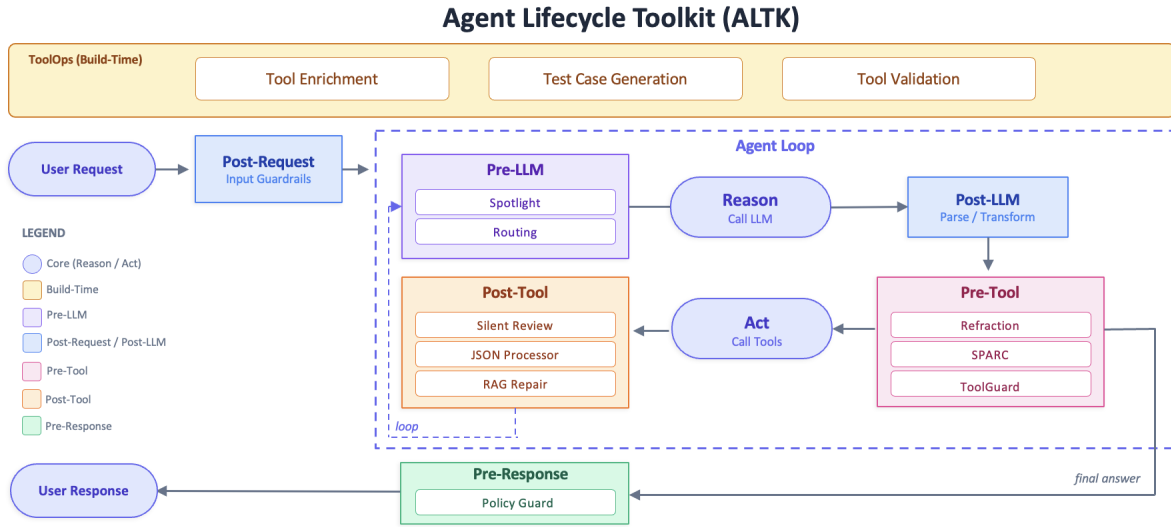 Agent Lifecycle Toolkit (ALTK)
ToolOps (Build-Time)
Tool Enrichment
Test Case Generation
Tool Validation
User Request
Post-Request
Input Guardrails
Agent Loop
Pre-LLM
Spotlight
Routing
Reason
Call LLM
Post-LLM
Parse / Transform
LEGEND
Core (Reason / Act)
Build-Time
Pre-LLM
Post-Request / Post-LLM
Pre-Tool
Post-Tool
Pre-Response
Post-Tool
Silent Review
JSON Processor
RAG Repair
Act
Call Tools
Pre-Tool
Refraction
SPARC
ToolGuard
loop
User Response
Pre-Response
Policy Guard
final answer